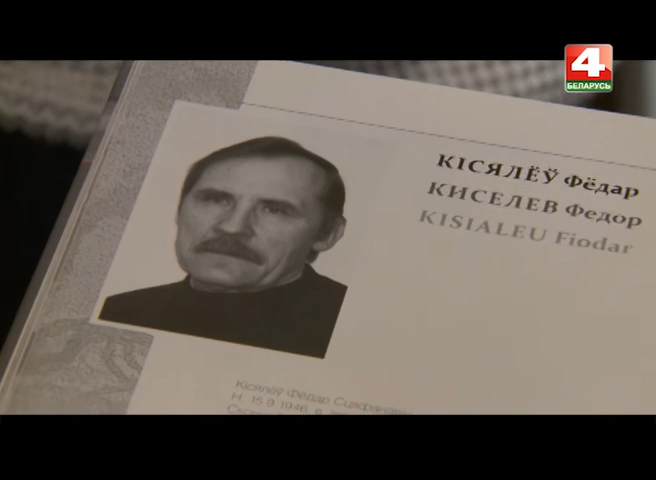 4
БЕЛАРУСЬ
КІСЯЛЁЎ Фёдар
КИСЕЛЕВ Федор
KISIALEU Fiodar
Кісялёў Фёдар
Н. 15.9.1946, в.